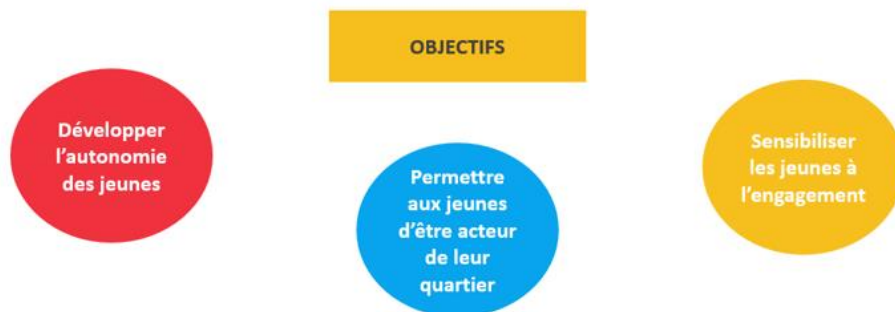 OBJECTIFS
Développer
l'autonomie
des jeunes
Permettre
aux jeunes
d'être acteur
de leur
quartier
Sensibiliser
les jeunes à
l'engagement